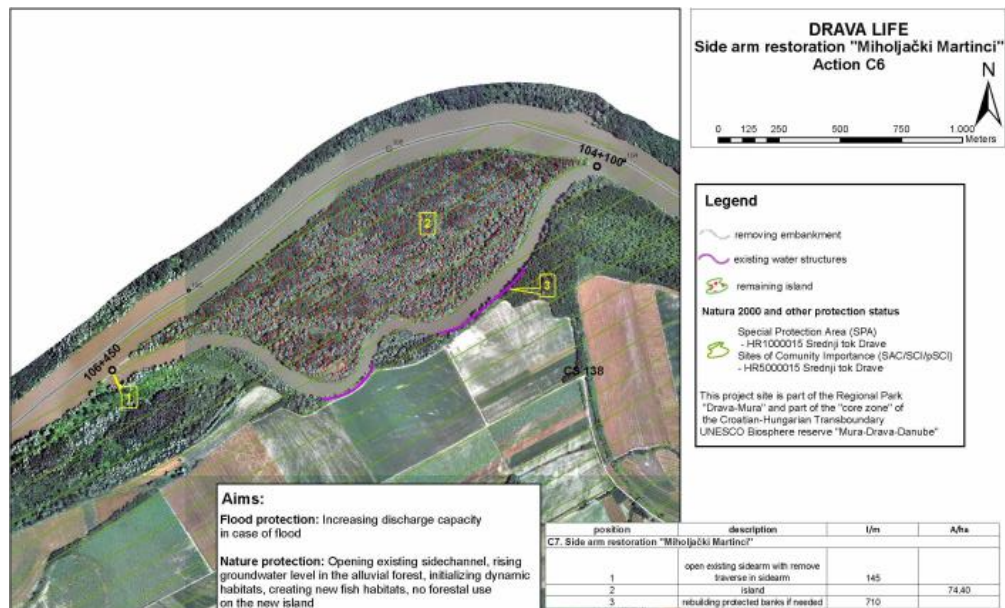 DRAVA LIFE
Side arm restoration "Miholjački Martinci"
Action C6
N
0 125 250 500 750 1.000
Meters
104+100
106+450
1
2
3
CS 138
Legend
removing embankment
existing water structures
remaining island
Natura 2000 and other protection status
Special Protection Area (SPA)
- HR1000015 Srednji tok Drave
Sites of Comunity Importance (SAC/SCI/pSCI)
- HR5000015 Srednji tok Drave
This project site is part of the Regional Park
"Drava-Mura" and part of the "core zone" of
the Croatian-Hungarian Transboundary
UNESCO Biosphere reserve "Mura-Drava-Danube"
Aims:
Flood protection: Increasing discharge capacity
in case of flood
Nature protection: Opening existing sidechannel, rising
groundwater level in the alluvial forest, initializing dynamic
habitats, creating new fish habitats, no forestal use
on the new island
position description l/m A/ha
C7. Side arm restoration "Miholjački Martinci"
open existing sidearm with remove
1 traverse in sidearm 145
2 island 74,40
3 rebuilding protected banks if needed 710